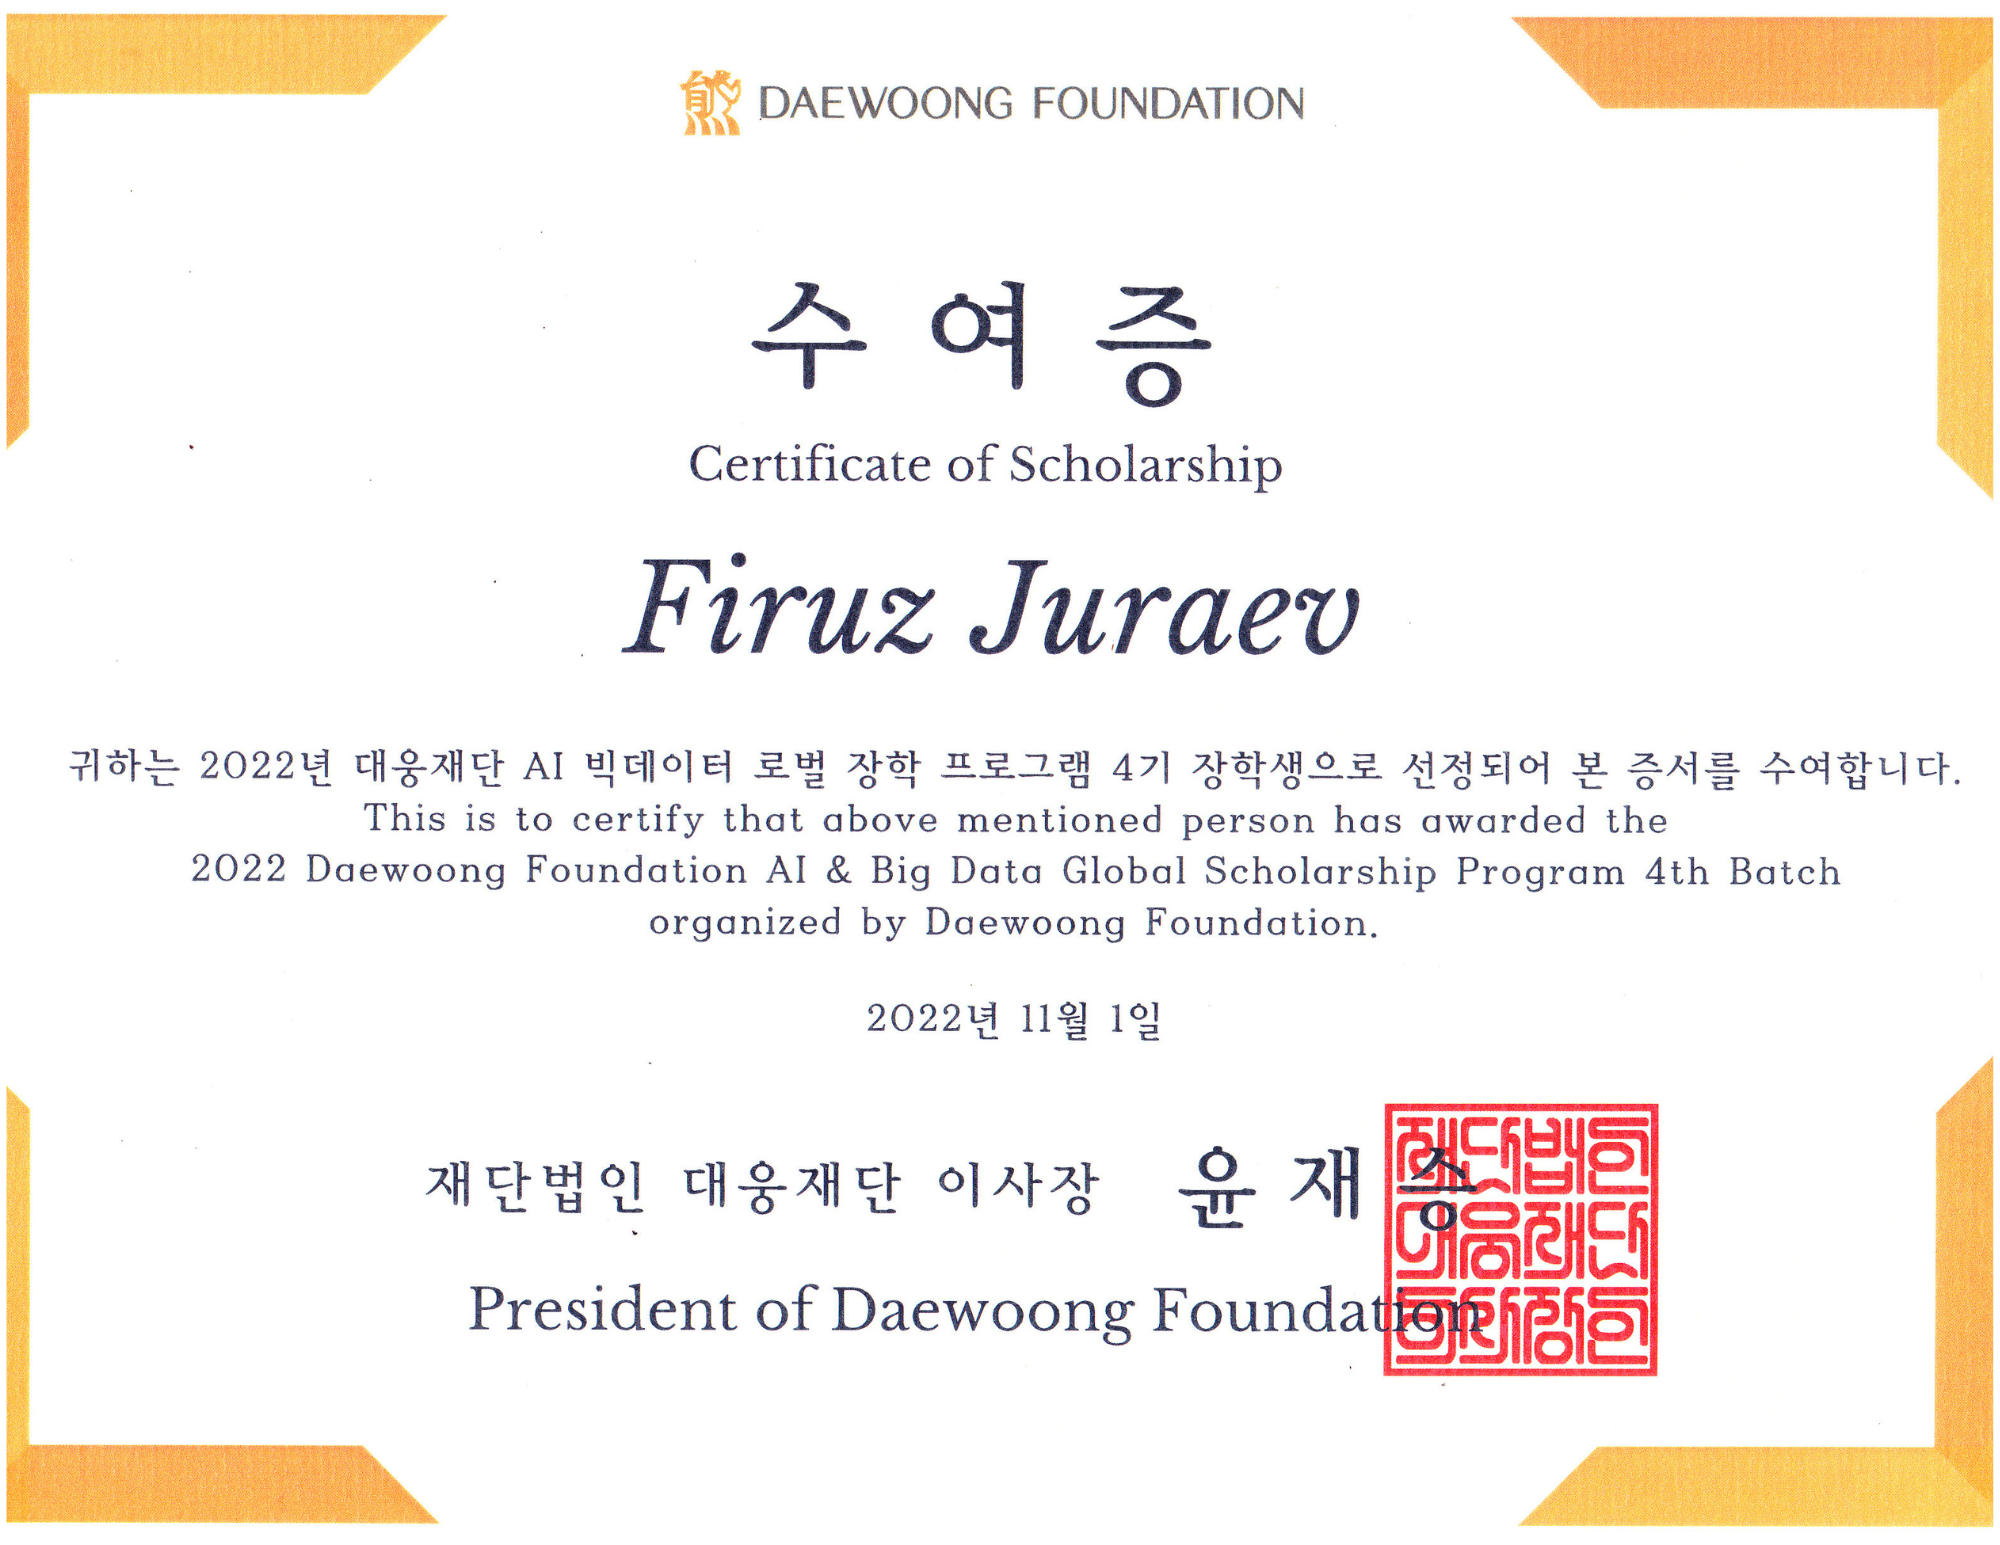 DAEWOONG FOUNDATION
수여증
Certificate of Scholarship
Firuz Juraev
귀하는 2022년 대웅재단 AI 빅데이터 로벌 장학 프로그램 4기 장학생으로 선정되어 본 증서를 수여합니다.
This is to certify that above mentioned person has awarded the
2022 Daewoong Foundation AI & Big Data Global Scholarship Program 4th Batch
organized by Daewoong Foundation.
2022년 11월 1일
재단법인 대웅재단 이사장 윤재승
President of Daewoong Foundation
재단법인
대웅재단